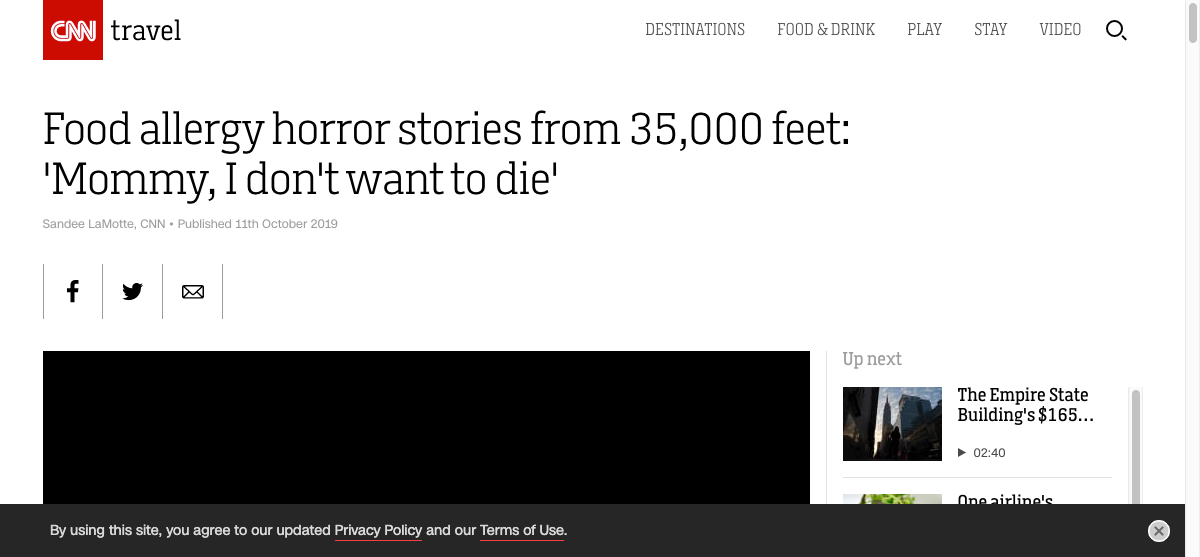 CNN travel
DESTINATIONS FOOD & DRINK PLAY STAY VIDEO
Food allergy horror stories from 35,000 feet:
'Mommy, I don't want to die'
Sandee LaMotte, CNN • Published 11th October 2019
Up next
The Empire State
Building's $165...
02:40
One airline's
By using this site, you agree to our updated Privacy Policy and our Terms of Use.